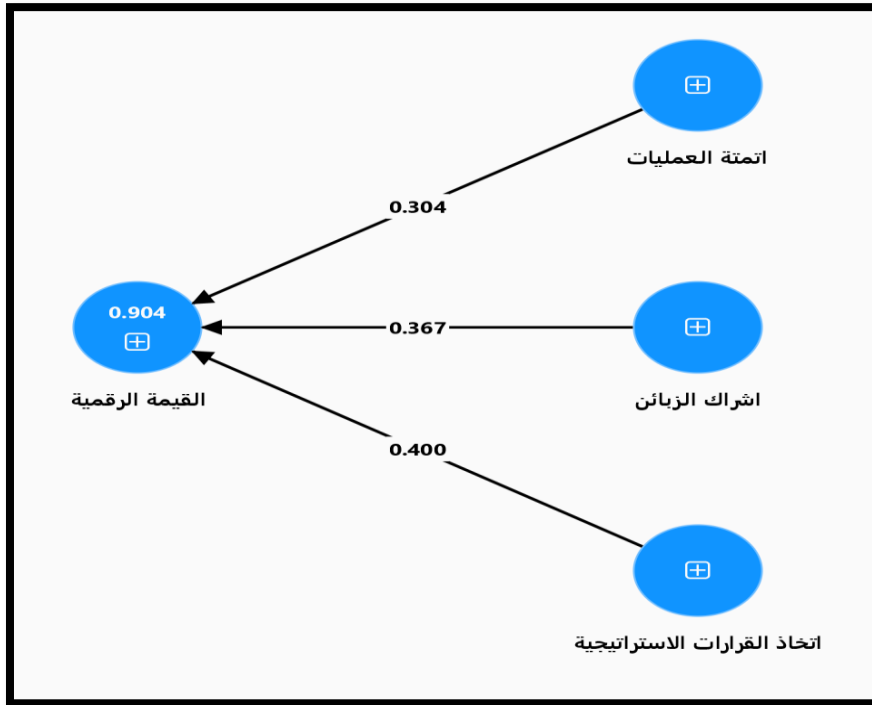 اتمتة العمليات
0.304
0.904
0.367
القيمة الرقمية
اشراك الزبائن
0.400
اتخاذ القرارات الاستراتيجية